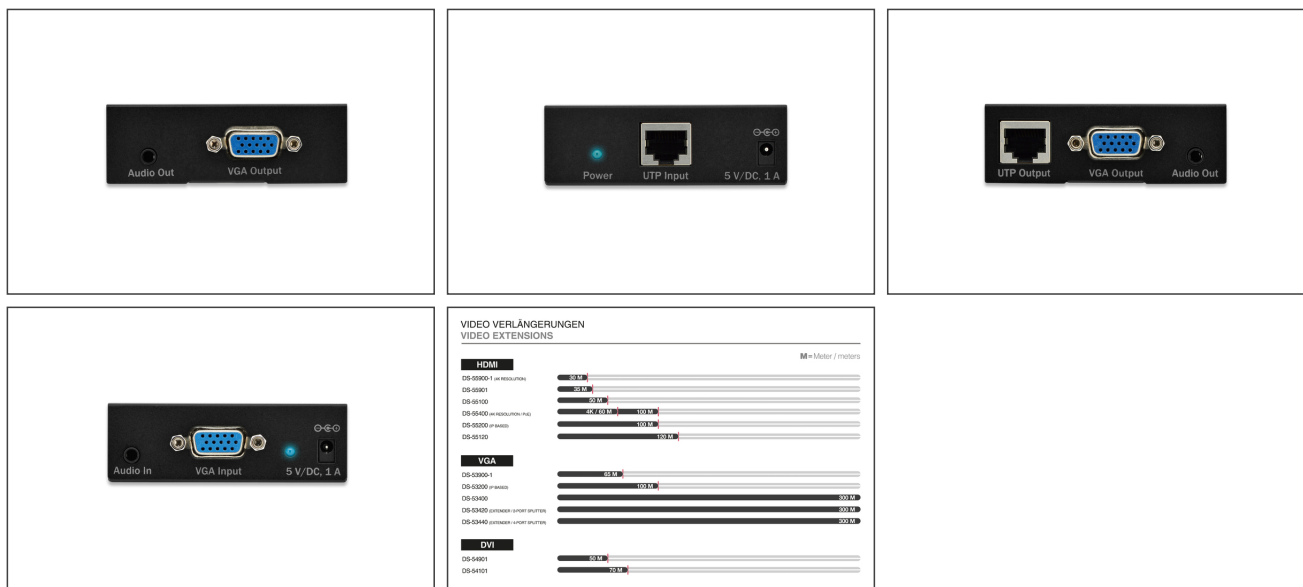 Audio Out
VGA Output
Power
UTP Input
5 V/DC, 1 A
UTP Output
VGA Output
Audio Out
Audio In
VGA Input
5 V/DC, 1 A
VIDEO VERLÄNGERUNGEN
VIDEO EXTENSIONS
M = Meter / meters
HDMI
DS-55900-1 (4K RESOLUTION) 30 M
DS-55901 35 M
DS-55100 50 M
DS-55400 (4K RESOLUTION / PoE) 4K / 60 M 100 M
DS-55200 (IP BASED) 100 M
DS-55120 120 M
VGA
DS-53900-1 65 M
DS-53200 (IP BASED) 100 M
DS-53400 300 M
DS-53420 (EXTENDER / 2-PORT SPLITTER) 300 M
DS-53440 (EXTENDER / 4-PORT SPLITTER) 300 M
DVI
DS-54901 50 M
DS-54101 70 M